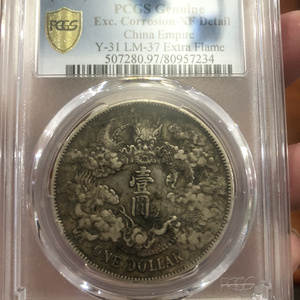 PCGS
PCGS Genuine
Exc. Corrosion-XF Detail
China Empire
Y-31 LM-37 Extra Flame
507280.97/80957234
壹
圓
ONE DOLLAR
PCGS